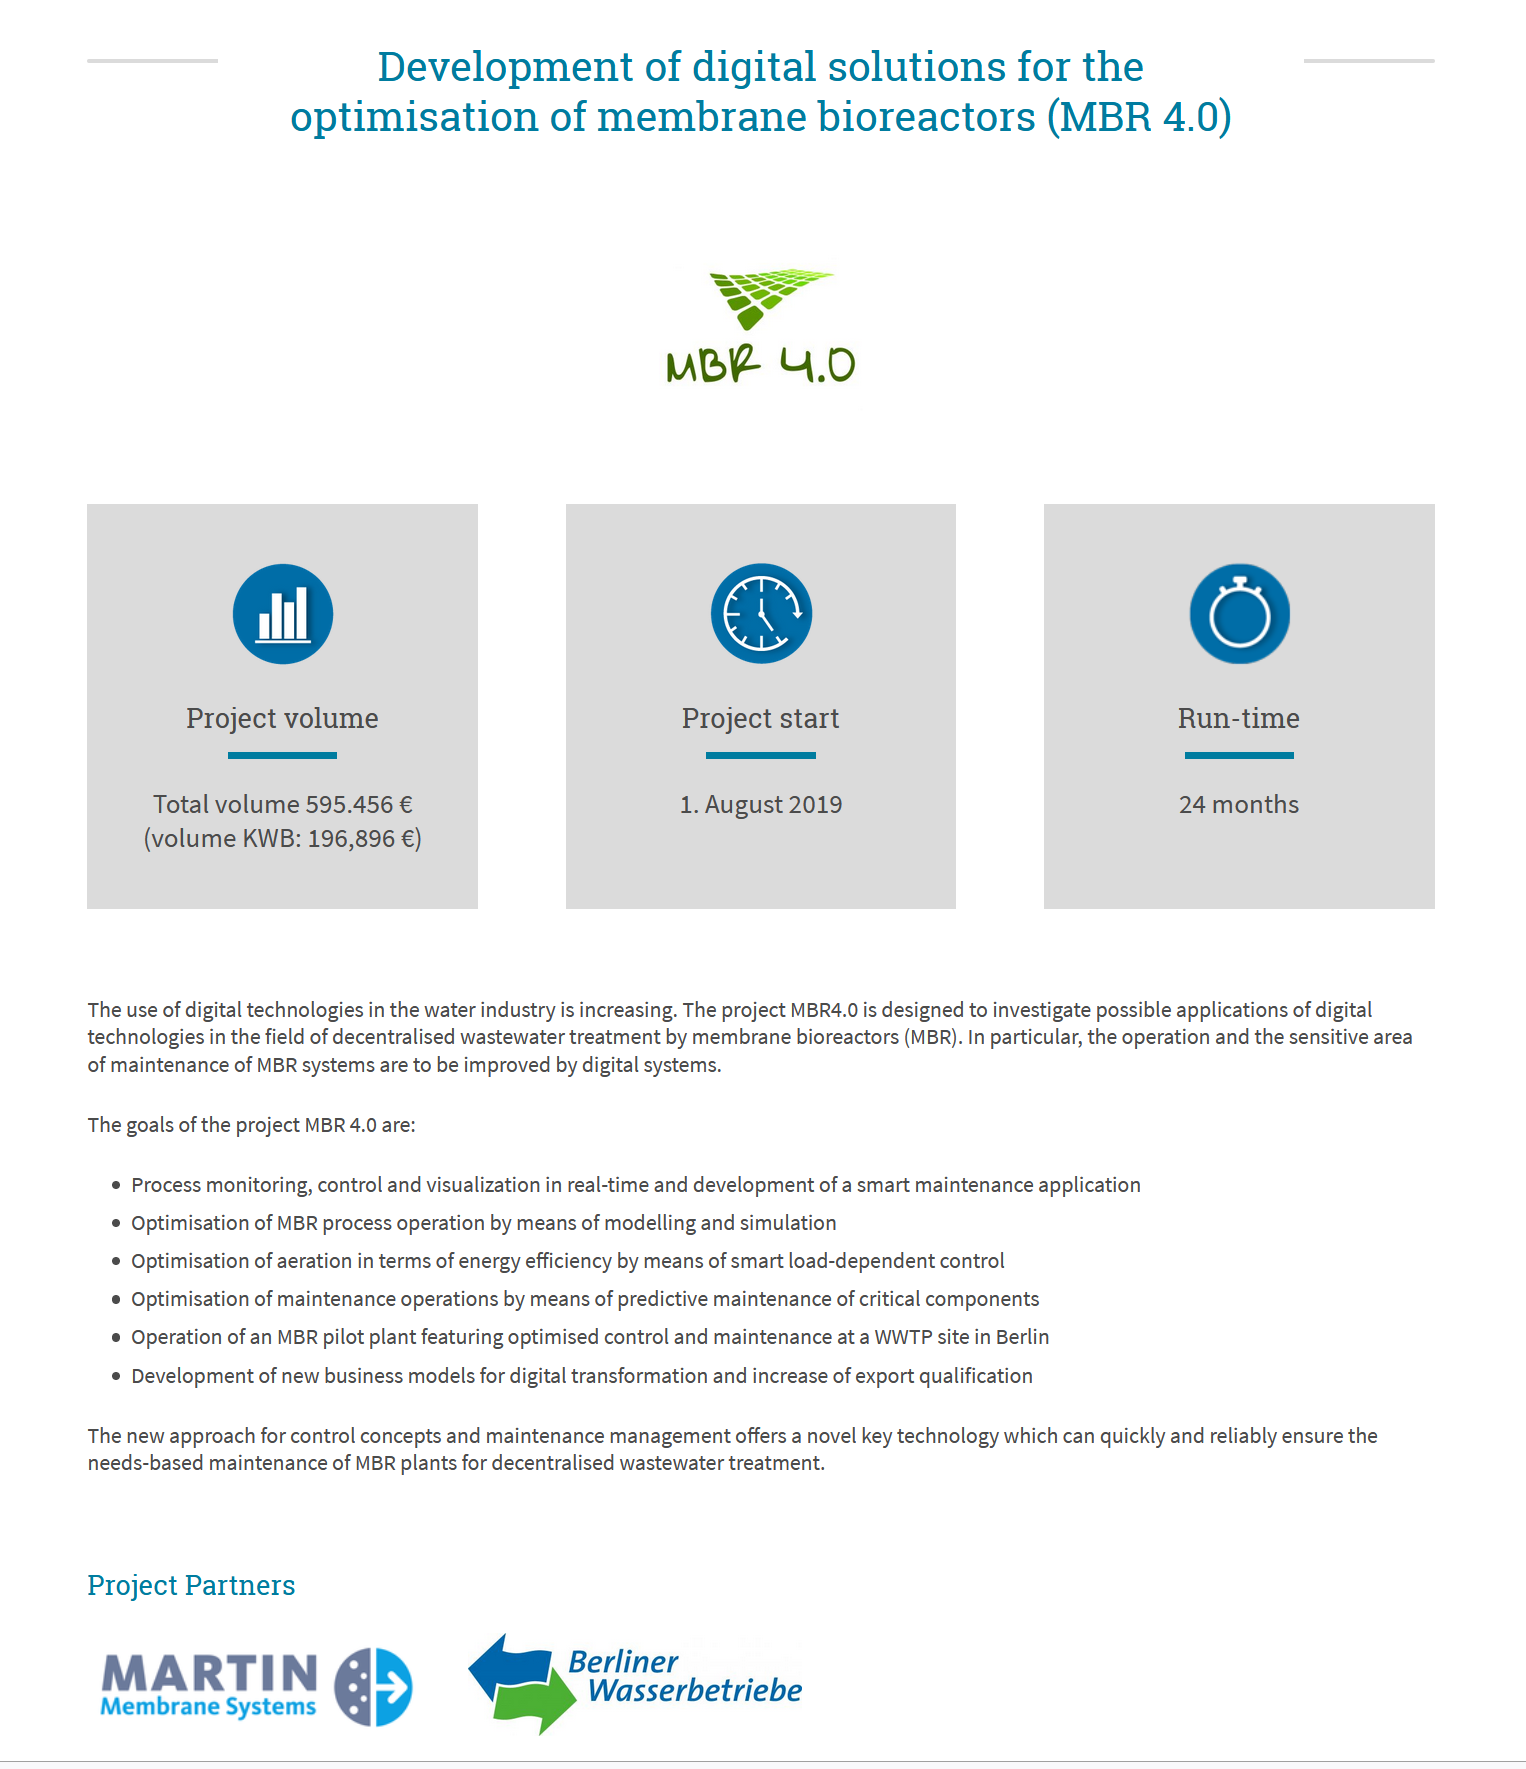 Development of digital solutions for the
optimisation of membrane bioreactors (MBR 4.0)
MBR 4.0
Project volume
Total volume 595.456 €
(volume KWB: 196,896 €)
Project start
1. August 2019
Run-time
24 months
The use of digital technologies in the water industry is increasing. The project MBR4.0 is designed to investigate possible applications of digital
technologies in the field of decentralised wastewater treatment by membrane bioreactors (MBR). In particular, the operation and the sensitive area
of maintenance of MBR systems are to be improved by digital systems.
The goals of the project MBR 4.0 are:
• Process monitoring, control and visualization in real-time and development of a smart maintenance application
• Optimisation of MBR process operation by means of modelling and simulation
• Optimisation of aeration in terms of energy efficiency by means of smart load-dependent control
• Optimisation of maintenance operations by means of predictive maintenance of critical components
• Operation of an MBR pilot plant featuring optimised control and maintenance at a WWTP site in Berlin
• Development of new business models for digital transformation and increase of export qualification
The new approach for control concepts and maintenance management offers a novel key technology which can quickly and reliably ensure the
needs-based maintenance of MBR plants for decentralised wastewater treatment.
Project Partners
MARTIN
Membrane Systems
Berliner
Wasserbetriebe